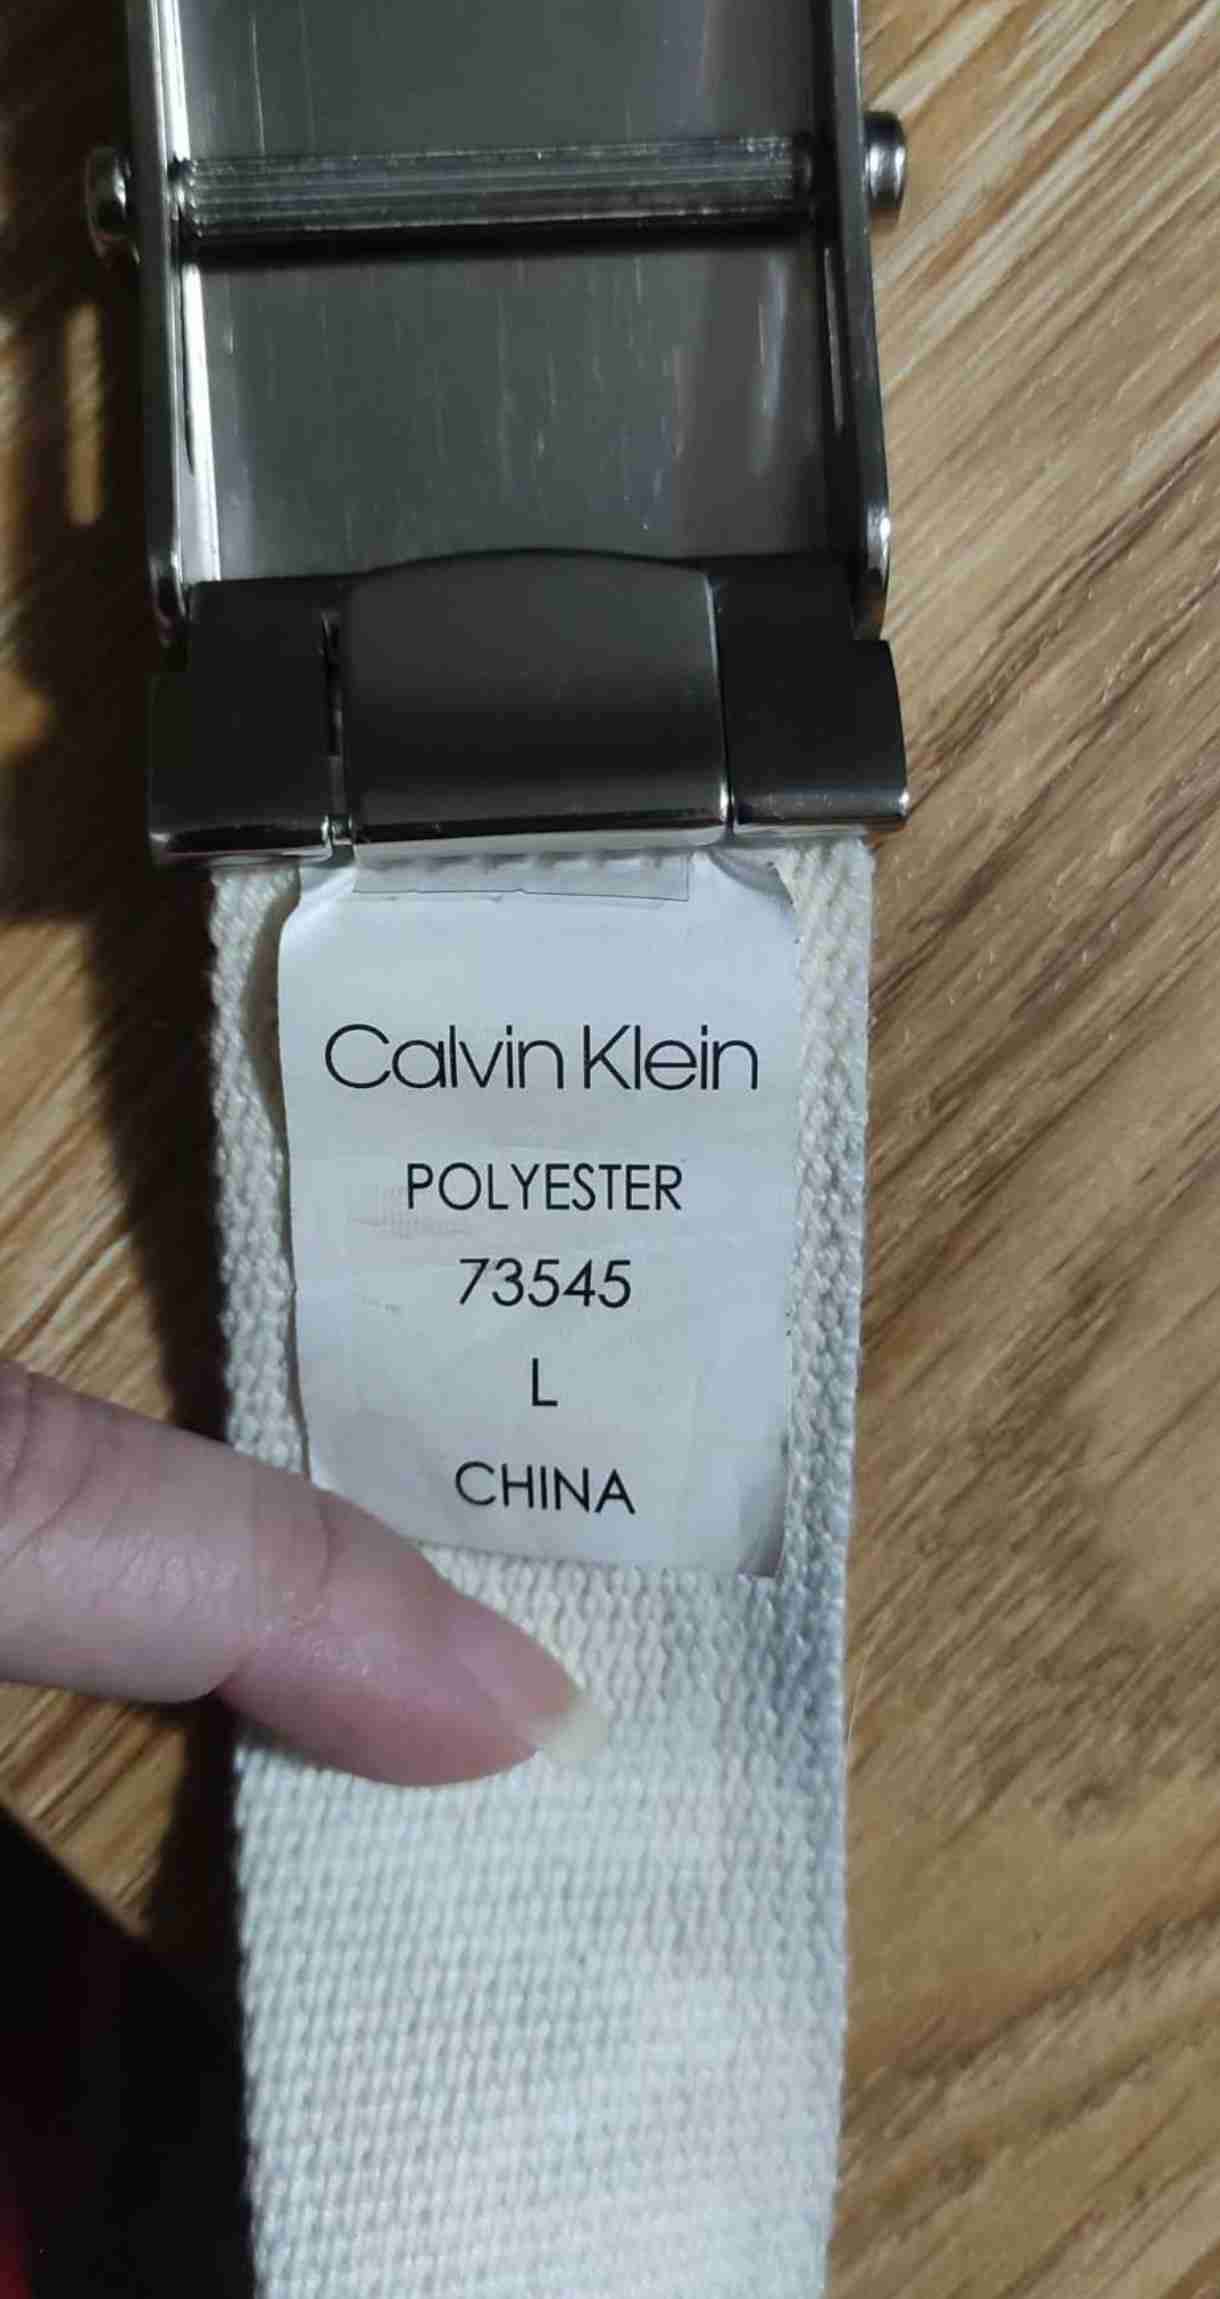 Calvin Klein
POLYESTER
73545
L
CHINA